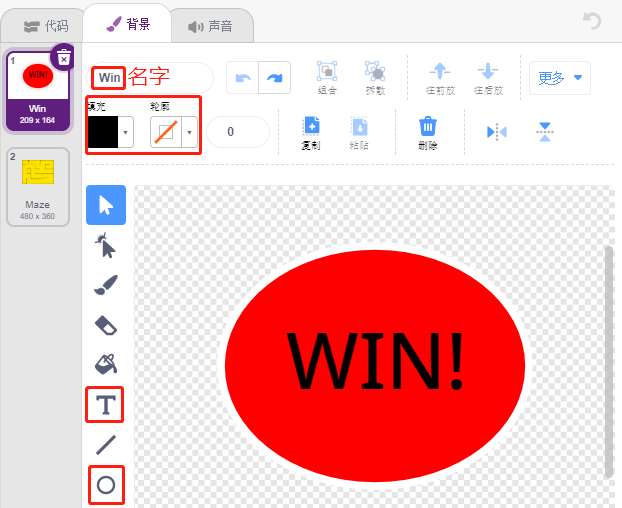 代码
背景
声音
1
WIN!
Win
209 x 164
2
Maze
480 x 360
Win
名字
组合
拆散
往前放
往后放
更多
填充
轮廓
0
复制
粘贴
删除
T
WIN!